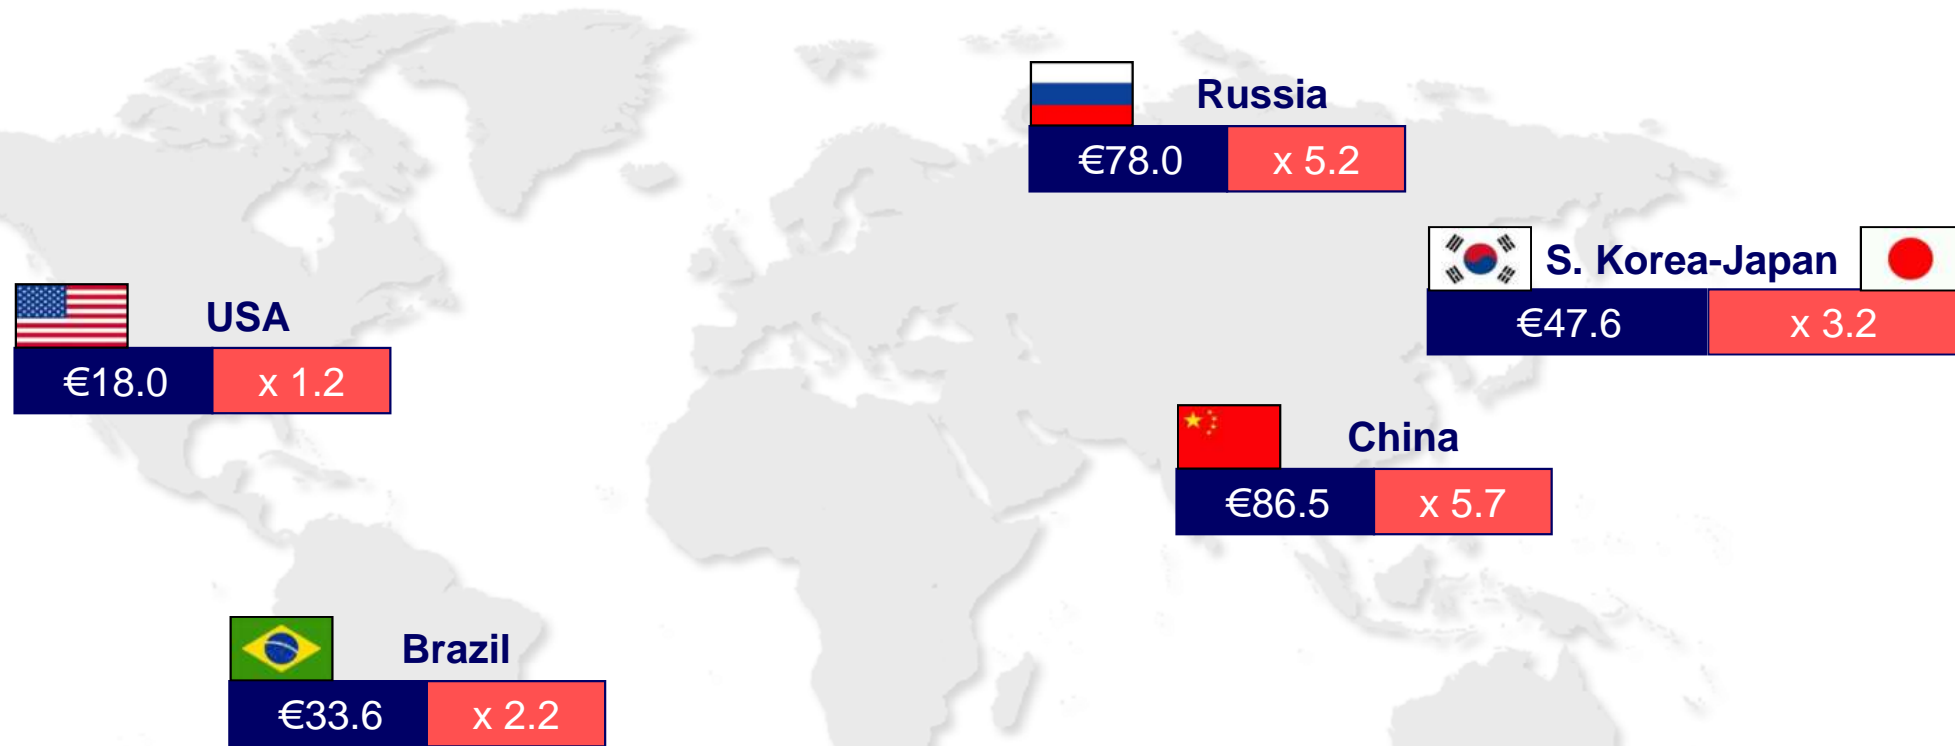 Russia
€78.0 x 5.2
S. Korea-Japan
€47.6 x 3.2
USA
€18.0 x 1.2
China
€86.5 x 5.7
Brazil
€33.6 x 2.2